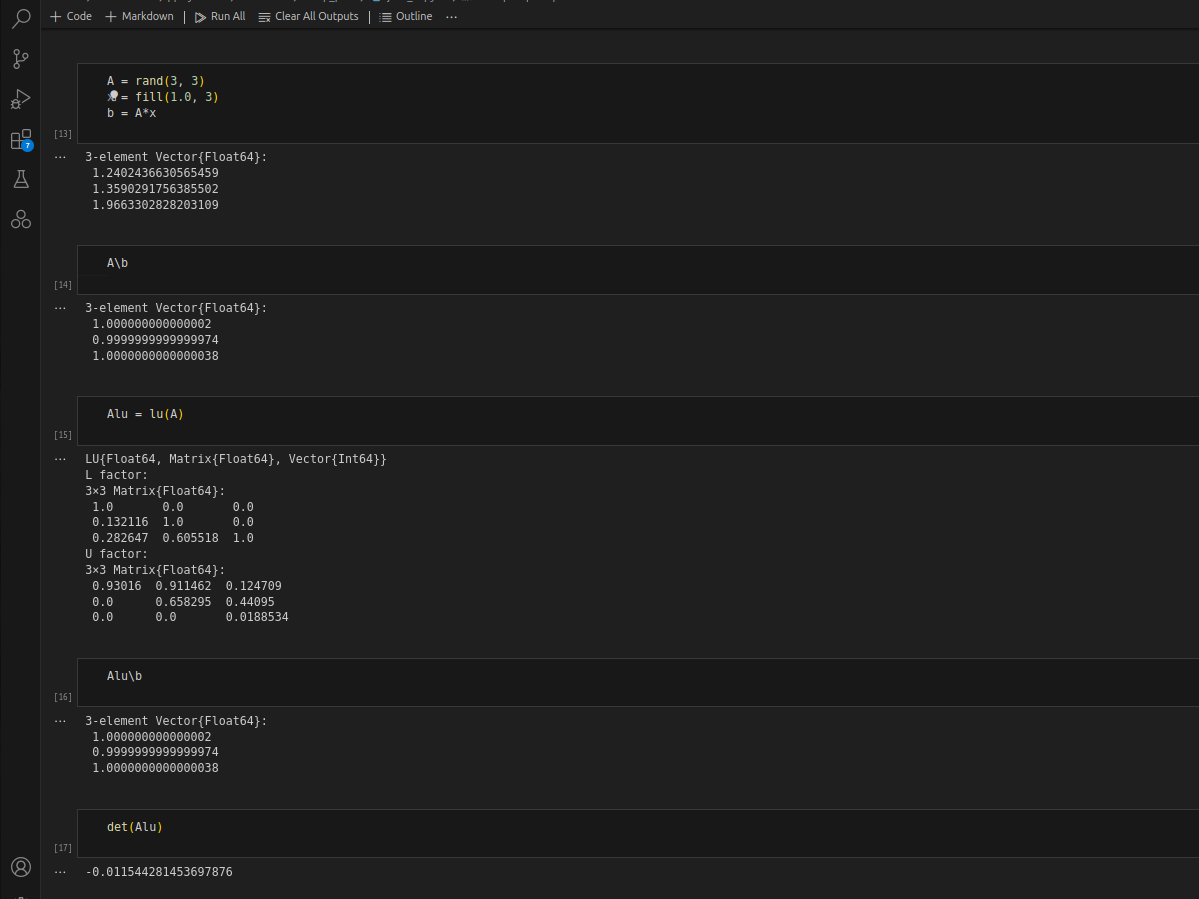 Code Markdown Run All Clear All Outputs Outline ...
A = rand(3, 3)
= fill(1.0, 3)
b = A*x
[13]
3-element Vector{Float64}:
1.2402436630565459
1.3590291756385502
1.9663302828203109
7
A\b
[14]
3-element Vector{Float64}:
1.000000000000002
0.9999999999999974
1.0000000000000038
Alu = lu(A)
[15]
LU{Float64, Matrix{Float64}, Vector{Int64}}
L factor:
3×3 Matrix{Float64}:
1.0 0.0 0.0
0.132116 1.0 0.0
0.282647 0.605518 1.0
U factor:
3×3 Matrix{Float64}:
0.93016 0.911462 0.124709
0.0 0.658295 0.44095
0.0 0.0 0.0188534
Alu\b
[16]
3-element Vector{Float64}:
1.000000000000002
0.9999999999999974
1.0000000000000038
det(Alu)
[17]
-0.011544281453697876